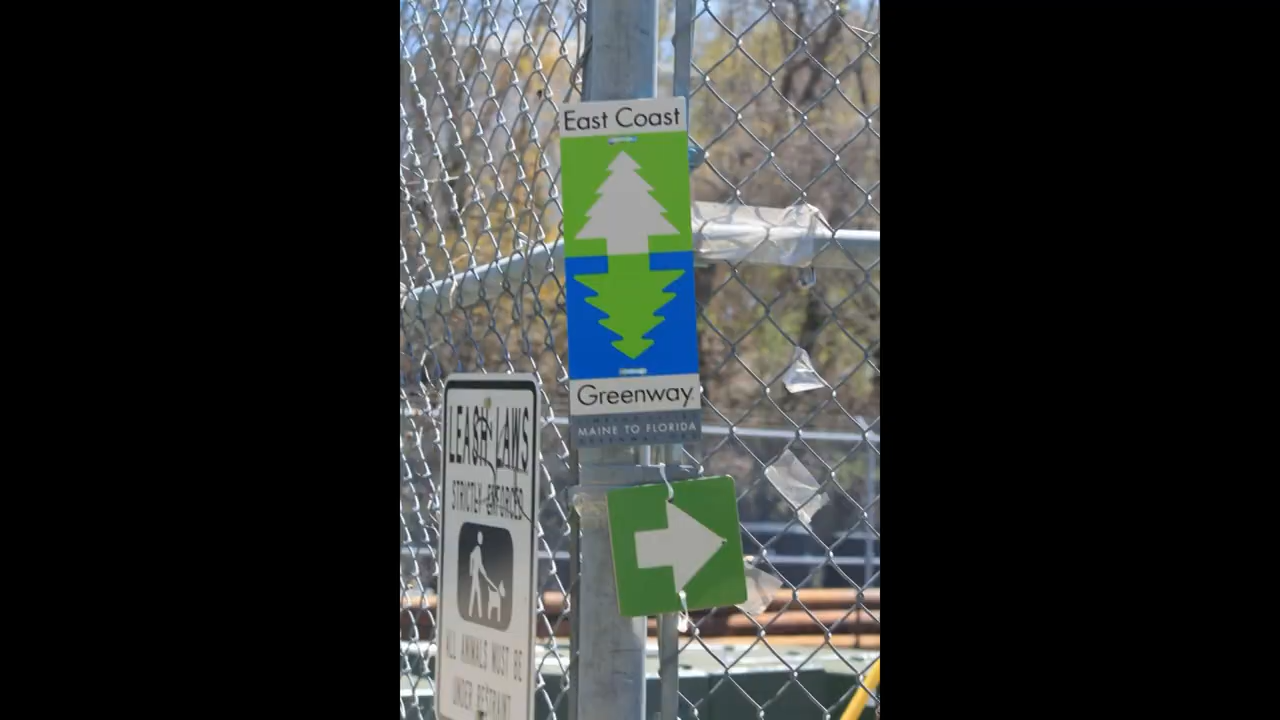 East Coast
Greenway
MAINE TO FLORIDA
LEASH LAWS
STRICTLY ENFORCED
ALL ANIMALS MUST BE
UNDER RESTRAINT